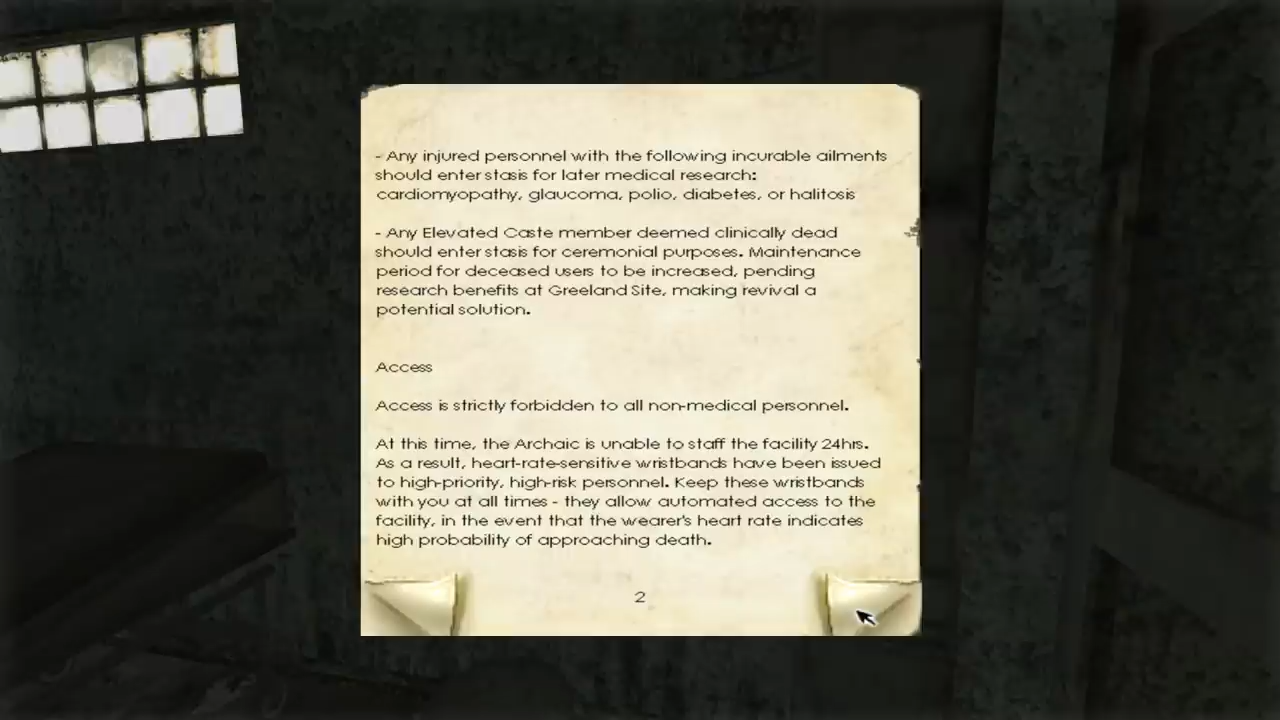 - Any injured personnel with the following incurable ailments
should enter stasis for later medical research:
cardiomyopathy, glaucoma, polio, diabetes, or halitosis
- Any Elevated Caste member deemed clinically dead
should enter stasis for ceremonial purposes. Maintenance
period for deceased users to be increased, pending
research benefits at Greeland Site, making revival a
potential solution.
Access
Access is strictly forbidden to all non-medical personnel.
At this time, the Archaic is unable to staff the facility 24hrs.
As a result, heart-rate-sensitive wristbands have been issued
to high-priority, high-risk personnel. Keep these wristbands
with you at all times - they allow automated access to the
facility, in the event that the wearer's heart rate indicates
high probability of approaching death.
2